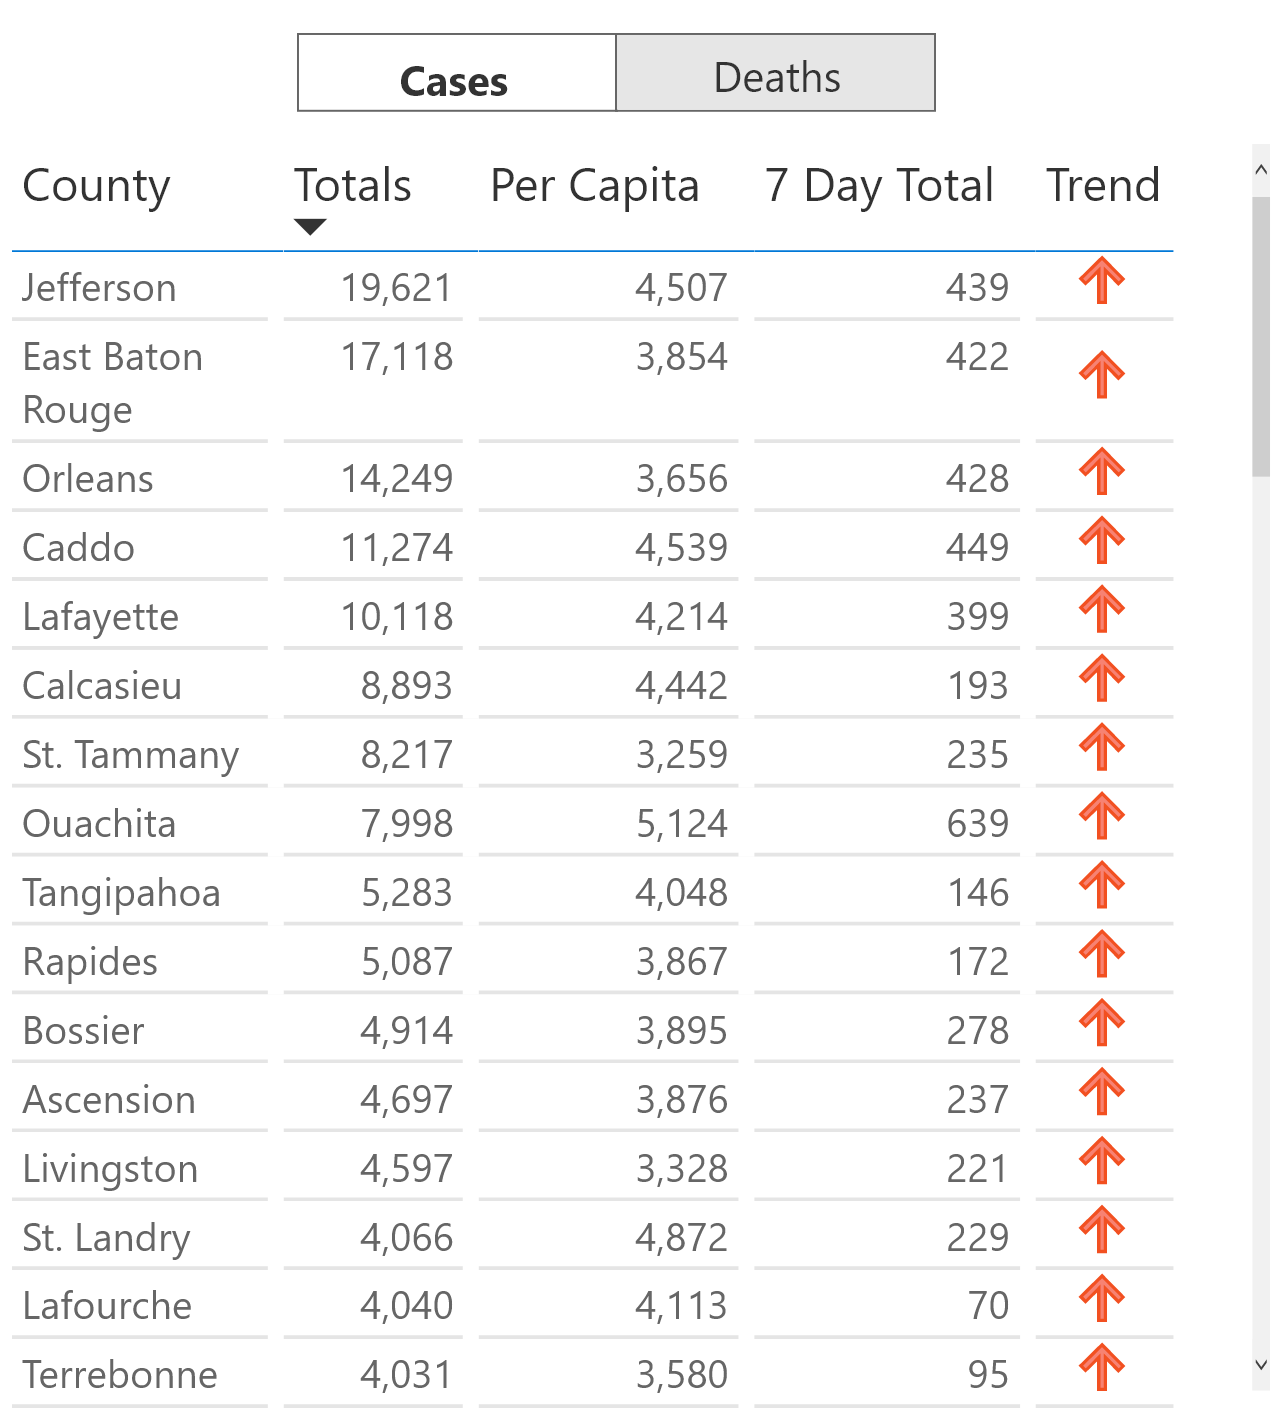 Cases Deaths
County Totals Per Capita 7 Day Total Trend
Jefferson 19,621 4,507 439
East Baton 17,118 3,854 422
Rouge
Orleans 14,249 3,656 428
Caddo 11,274 4,539 449
Lafayette 10,118 4,214 399
Calcasieu 8,893 4,442 193
St. Tammany 8,217 3,259 235
Ouachita 7,998 5,124 639
Tangipahoa 5,283 4,048 146
Rapides 5,087 3,867 172
Bossier 4,914 3,895 278
Ascension 4,697 3,876 237
Livingston 4,597 3,328 221
St. Landry 4,066 4,872 229
Lafourche 4,040 4,113 70
Terrebonne 4,031 3,580 95